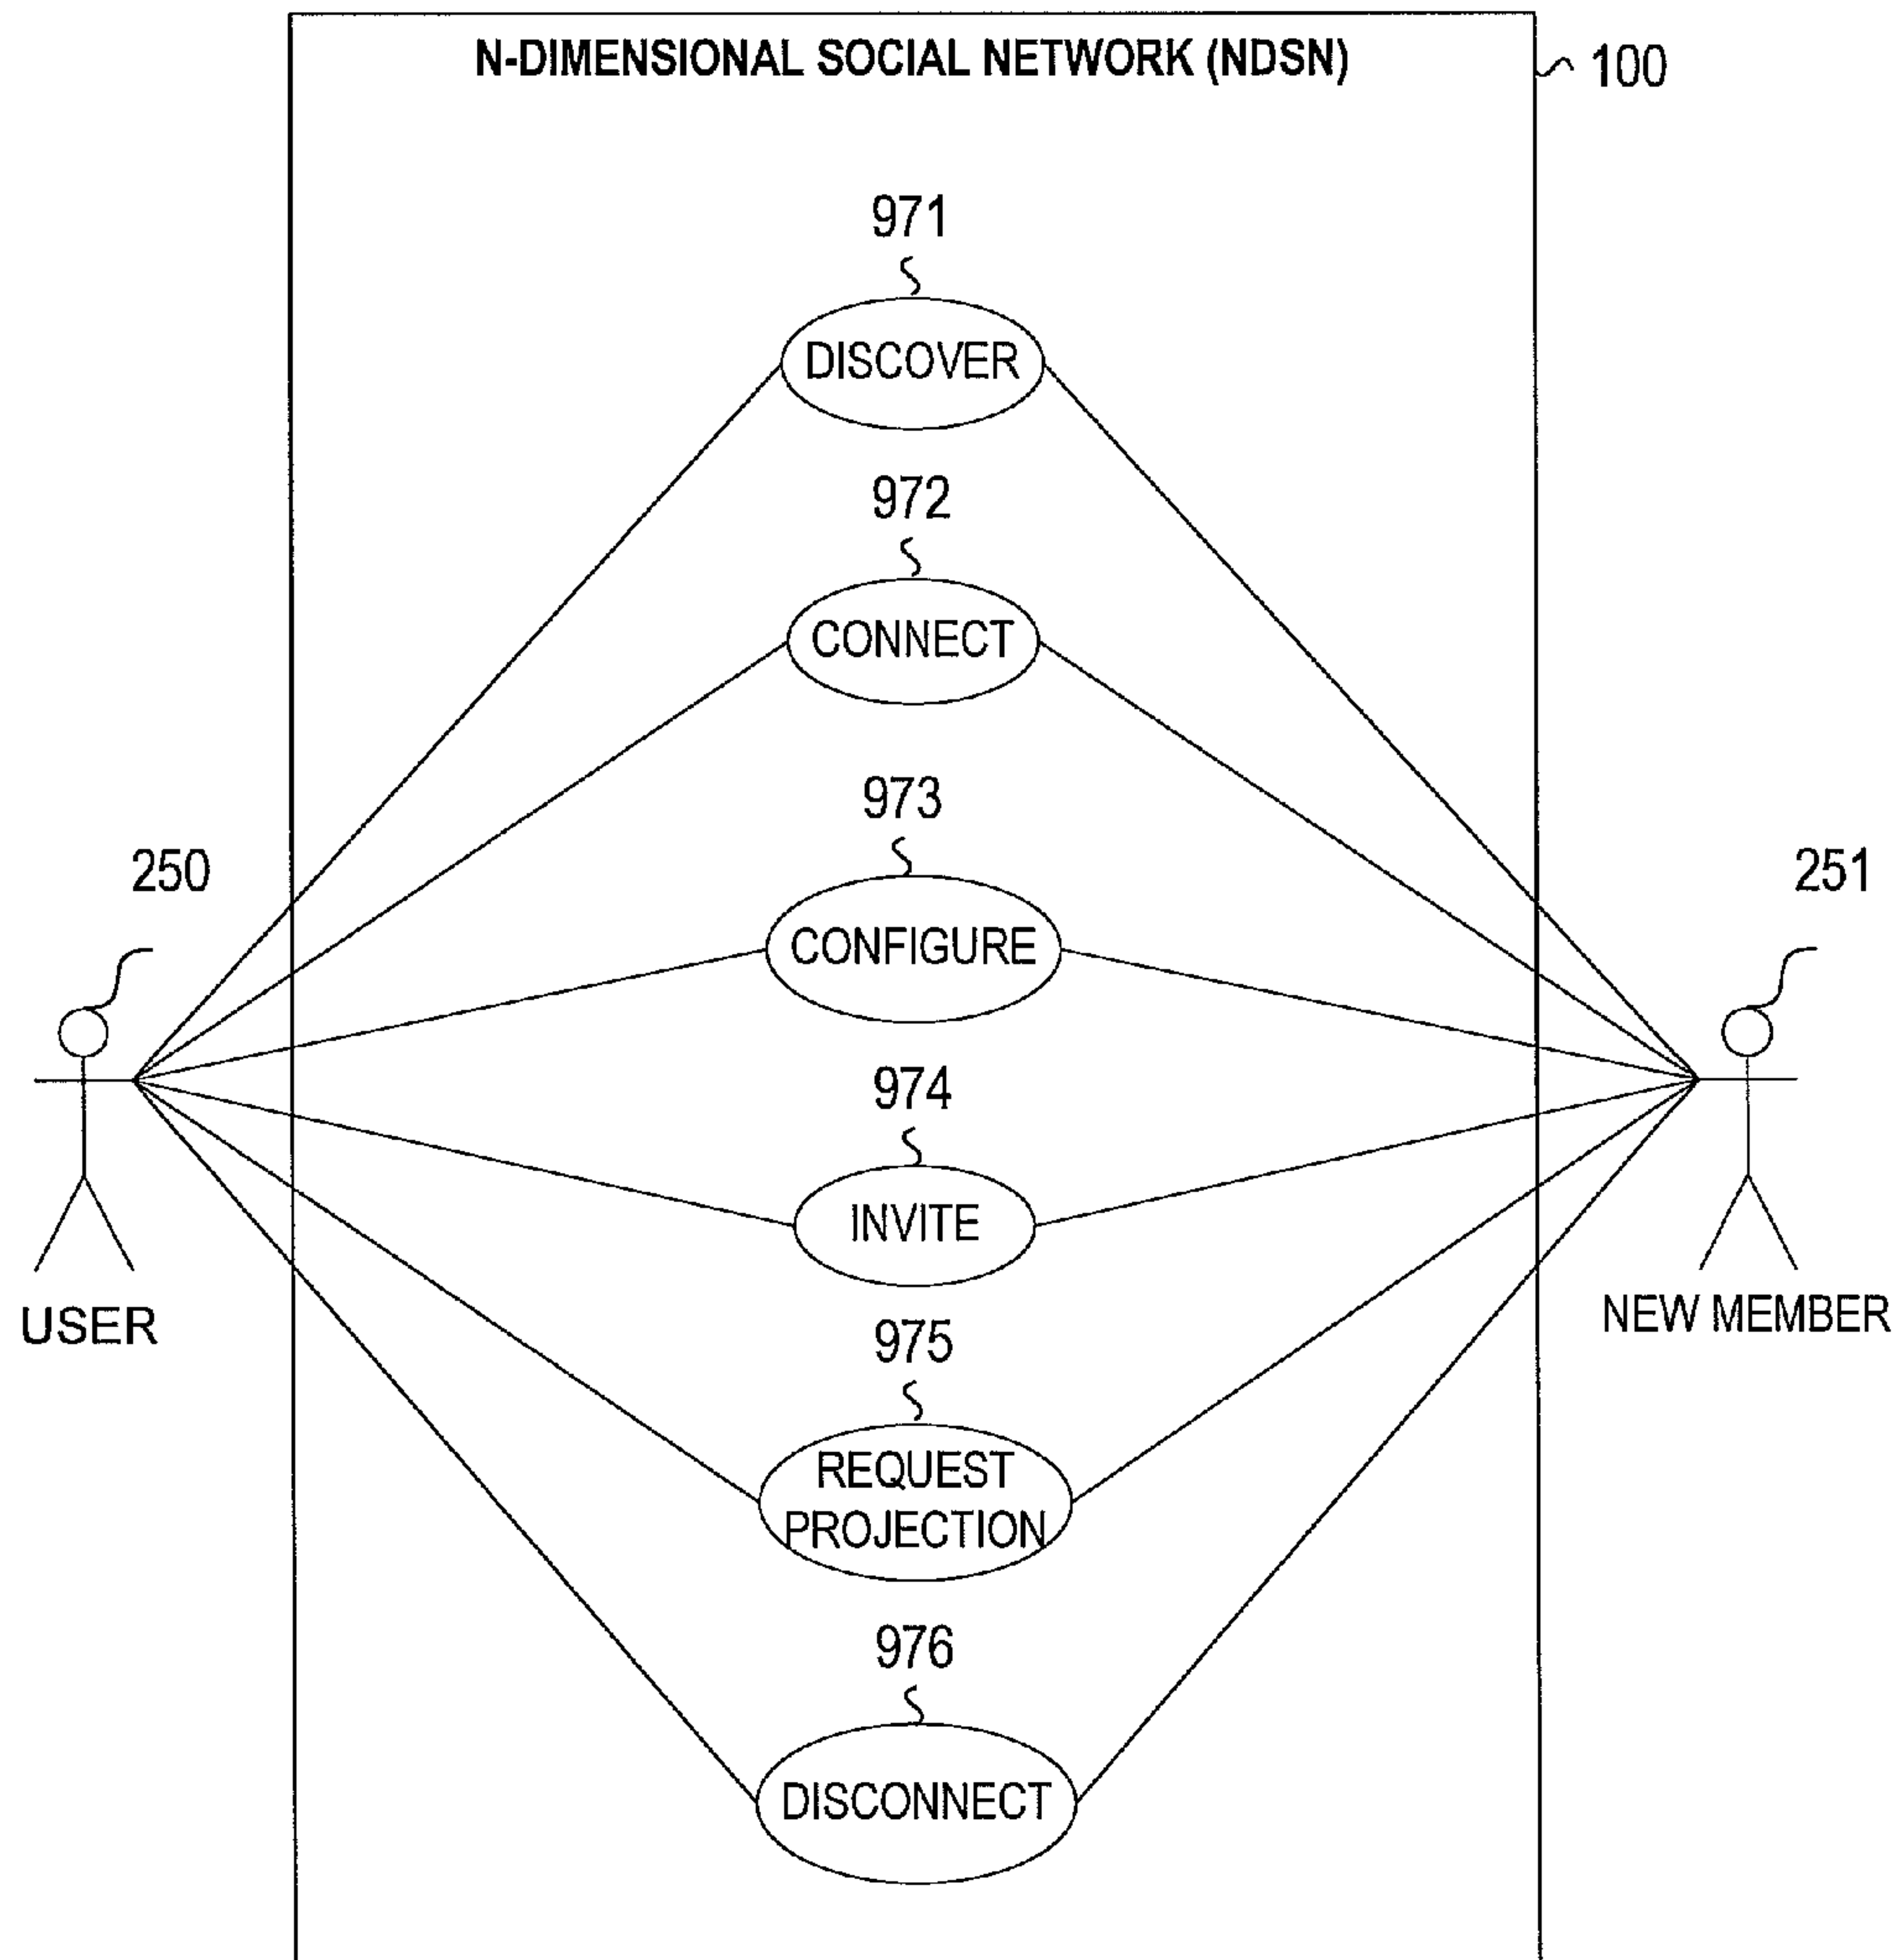 N-DIMENSIONAL SOCIAL NETWORK (NDSN)
100
971
DISCOVER
972
CONNECT
973
CONFIGURE
250
251
974
INVITE
USER
NEW MEMBER
975
REQUEST
PROJECTION
976
DISCONNECT